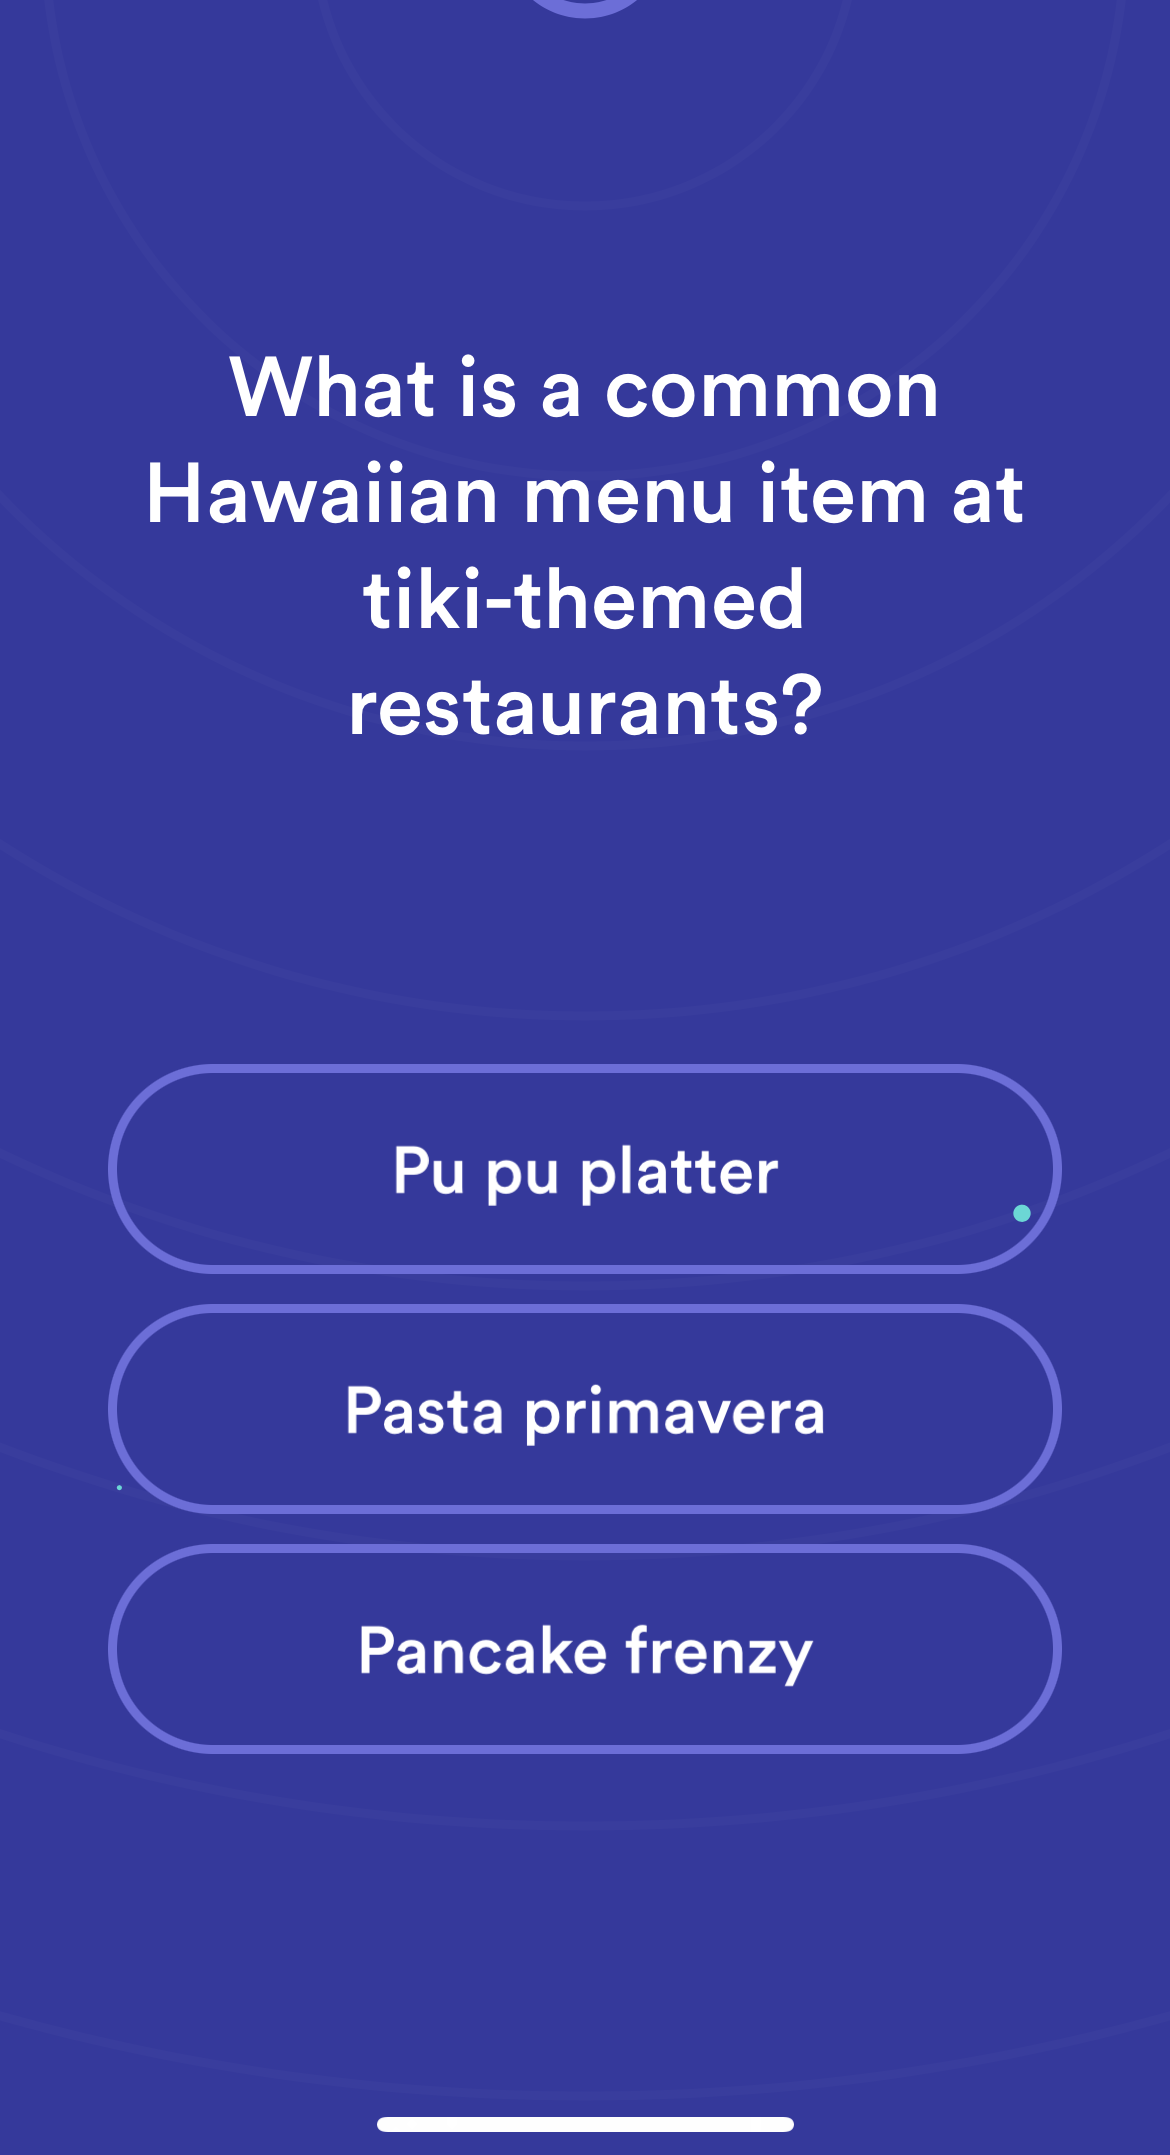 What is a common
Hawaiian menu item at
tiki-themed
restaurants?
Pu pu platter
Pasta primavera
Pancake frenzy